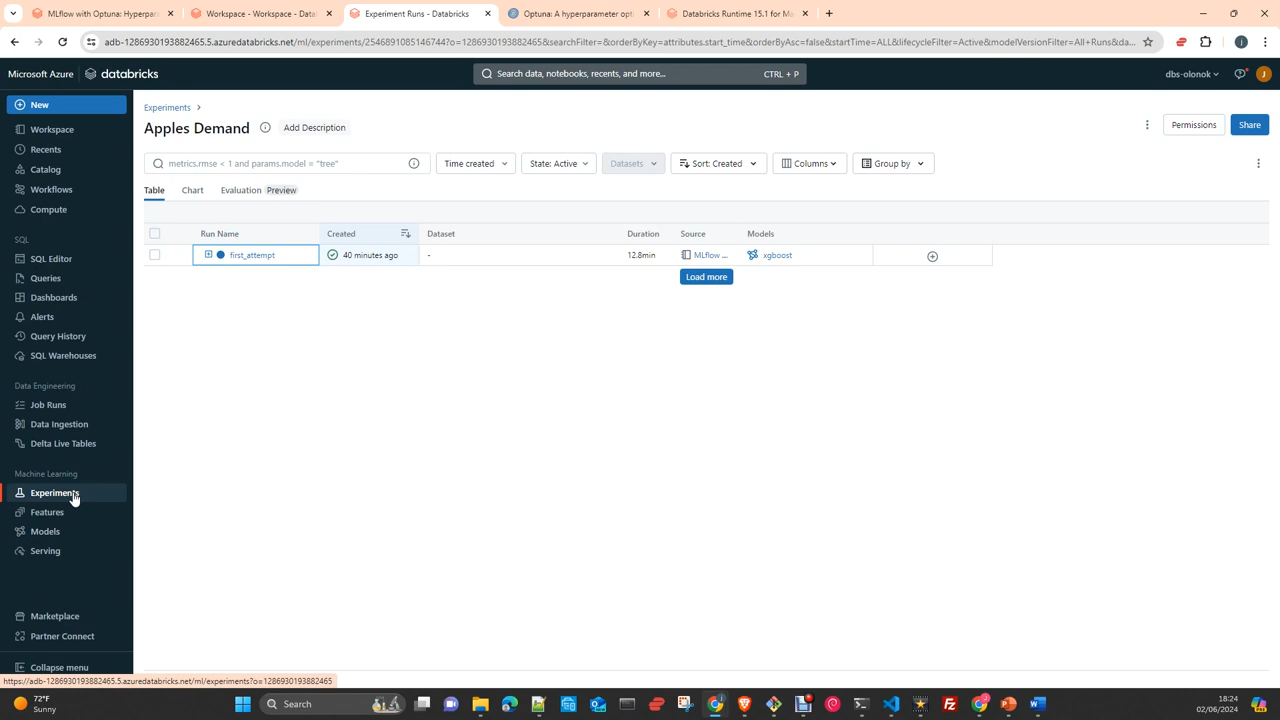 MLflow with Optuna: Hyperpar
Workspace - Workspace - Databr
Experiment Runs - Databricks
Optuna: A hyperparameter opti
Databricks Runtime 15.1 for Ma
adb-1286930193882465.5.azuredatabricks.net/ml/experiments/2546891085146744?o=1286930193882465&searchFilter=&orderByKey=attributes.start_time&orderByAsc=false&startTime=ALL&lifecycleFilter=Active&modelVersionFilter=All+Runs&da...
Microsoft Azure
databricks
Search data, notebooks, recents, and more...
CTRL + P
dbs-olonok
J
New
Workspace
Recents
Catalog
Workflows
Compute
SQL
SQL Editor
Queries
Dashboards
Alerts
Query History
SQL Warehouses
Data Engineering
Job Runs
Data Ingestion
Delta Live Tables
Machine Learning
Experiments
Features
Models
Serving
Marketplace
Partner Connect
Collapse menu
Experiments
Apples Demand
Add Description
Permissions
Share
metrics.rmse < 1 and params.model = "tree"
Time created
State: Active
Datasets
Sort: Created
Columns
Group by
Table
Chart
Evaluation Preview
Run Name
Created
Dataset
Duration
Source
Models
first_attempt
40 minutes ago
-
12.8min
MLflow ...
xgboost
Load more
https://adb-1286930193882465.5.azuredatabricks.net/ml/experiments?o=1286930193882465
72°F
Sunny
Search
18:24
02/06/2024